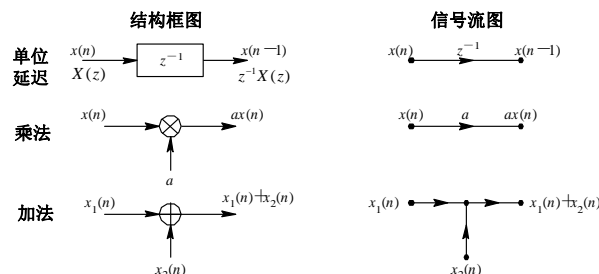 结构框图 信号流图
单位延迟 x(n) z⁻¹ x(n−1) x(n) z⁻¹ x(n−1)
X(z) z⁻¹X(z)
乘法 x(n) ax(n) x(n) a ax(n)
a
加法 x₁(n) x₁(n)+x₂(n) x₁(n) x₁(n)+x₂(n)
x₂(n) x₂(n)